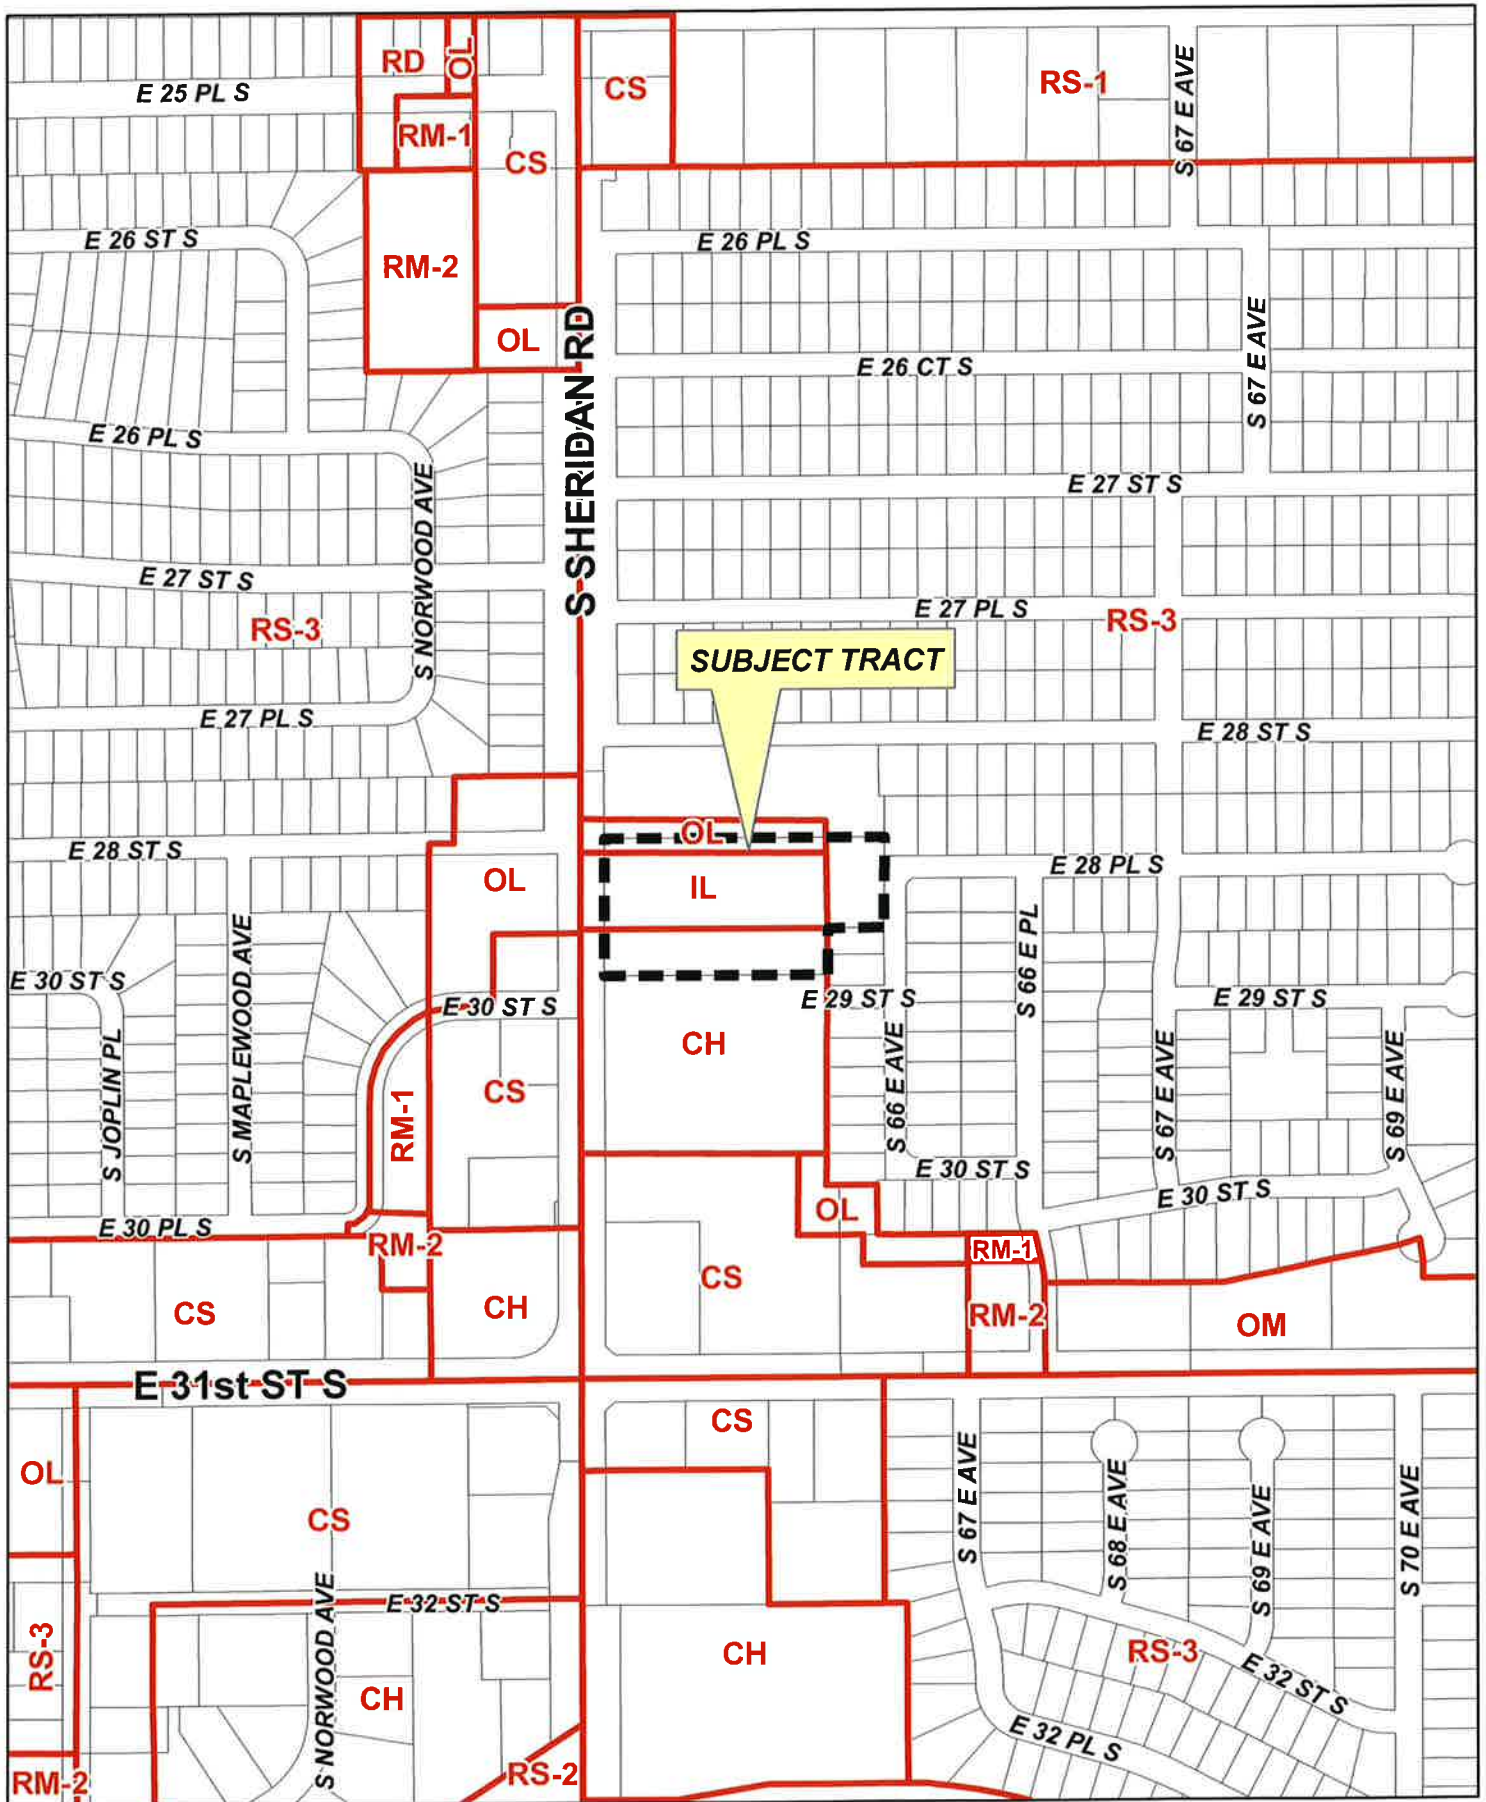 RD
OL
CS
RS-1
S 67 E AVE
E 25 PL S
RM-1
CS
E 26 ST S
E 26 PL S
RM-2
OL
S SHERIDAN RD
E 26 CT S
S 67 E AVE
E 26 PL S
S NORWOOD AVE
E 27 ST S
E 27 ST S
RS-3
E 27 PL S
RS-3
SUBJECT TRACT
E 27 PL S
E 28 ST S
OL
E 28 ST S
OL
IL
E 28 PL S
S MAPLEWOOD AVE
S 66 E PL
E 30 ST S
E 30 ST S
E 29 ST S
E 29 ST S
S JOPLIN PL
CH
S 66 E AVE
S 67 E AVE
S 69 E AVE
RM-1
CS
E 30 ST S
E 30 ST S
OL
E 30 PL S
RM-2
RM-1
CS
CH
CS
RM-2
OM
E 31st ST S
CS
OL
CS
S 67 E AVE
S 68 E AVE
S 69 E AVE
S 70 E AVE
S NORWOOD AVE
E 32 ST S
RS-3
CH
CH
RS-3
E 32 ST S
E 32 PL S
RM-2
RS-2